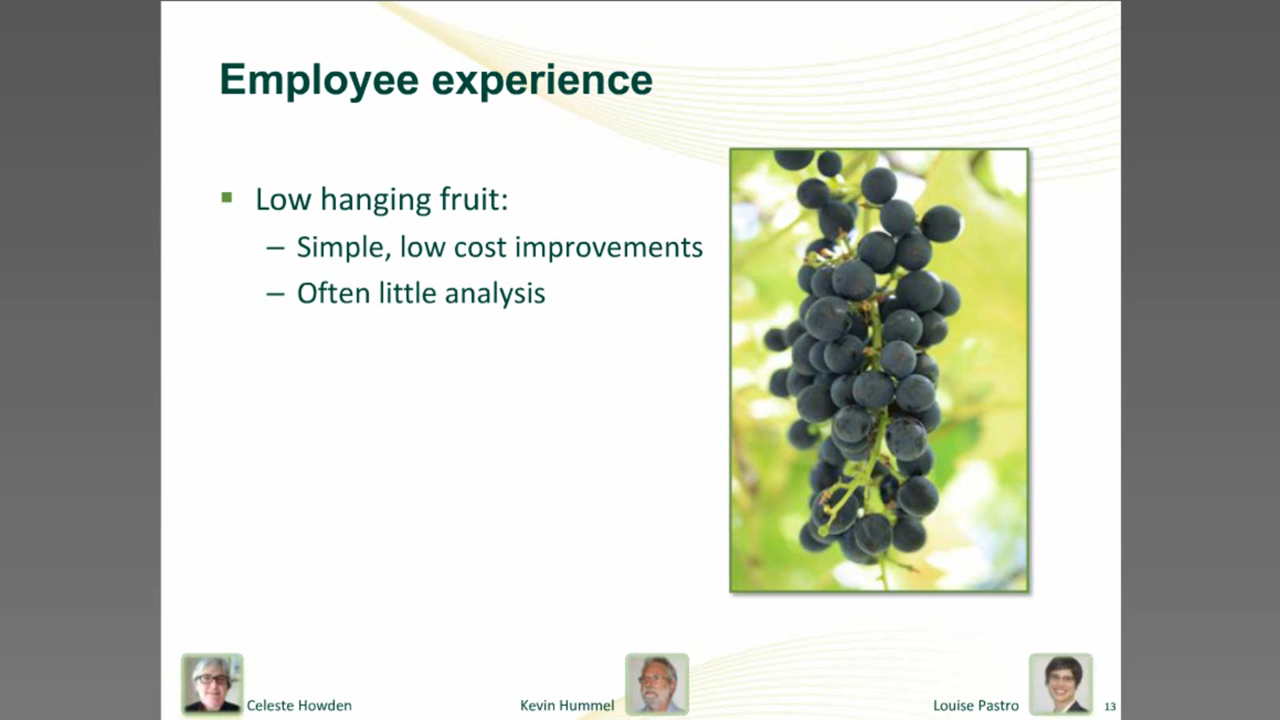 Employee experience
▪ Low hanging fruit:
– Simple, low cost improvements
– Often little analysis
Celeste Howden
Kevin Hummel
Louise Pastro
13